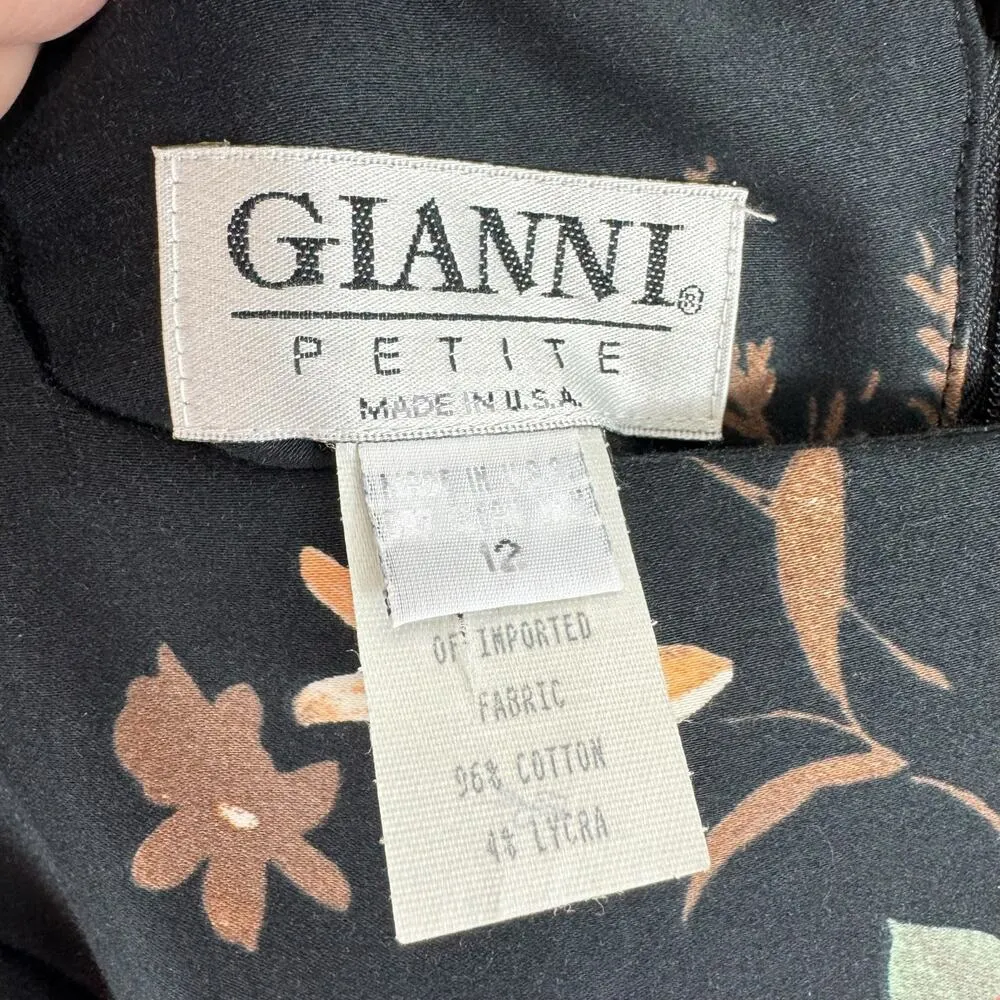 GIANNI®
PETITE
MADE IN U.S.A.
12
OF IMPORTED
FABRIC
96% COTTON
4% LYCRA